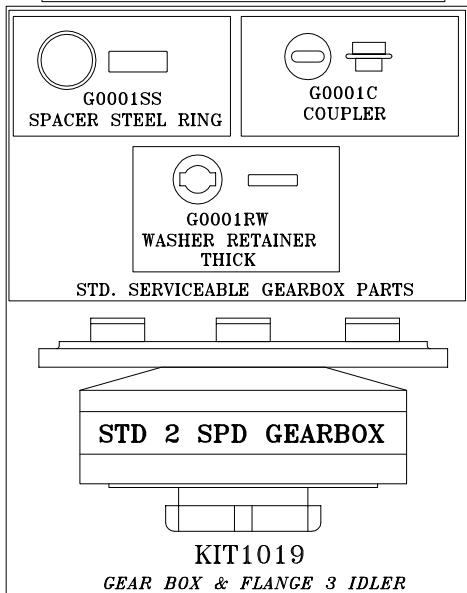 G0001SS
SPACER STEEL RING
G0001C
COUPLER
G0001RW
WASHER RETAINER
THICK
STD. SERVICEABLE GEARBOX PARTS
STD 2 SPD GEARBOX
KIT1019
GEAR BOX & FLANGE 3 IDLER